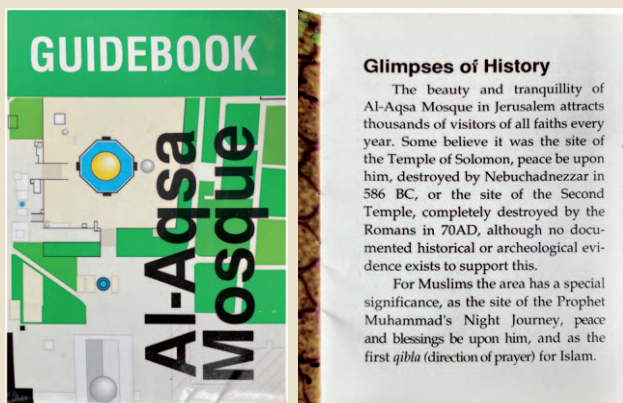 GUIDEBOOK
Al-Aqsa
Mosque
Glimpses of History
The beauty and tranquillity of
Al-Aqsa Mosque in Jerusalem attracts
thousands of visitors of all faiths every
year. Some believe it was the site of
the Temple of Solomon, peace be upon
him, destroyed by Nebuchadnezzar in
586 BC, or the site of the Second
Temple, completely destroyed by the
Romans in 70AD, although no docu-
mented historical or archeological evi-
dence exists to support this.
For Muslims the area has a special
significance, as the site of the Prophet
Muhammad's Night Journey, peace
and blessings be upon him, and as the
first qibla (direction of prayer) for Islam.